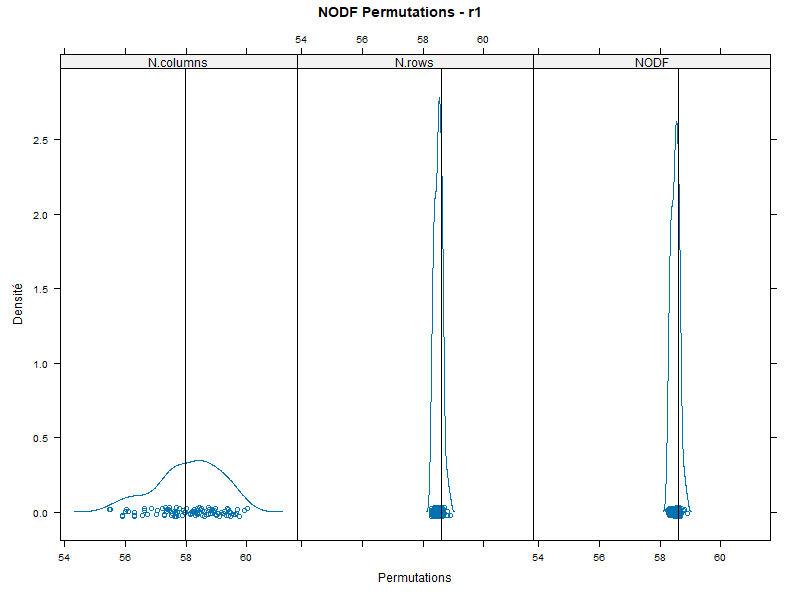 NODF Permutations - r1
54 56 58 60
N.columns N.rows NODF
2.5
2.0
1.5
1.0
0.5
0.0
Densité
54 56 58 60 54 56 58 60
Permutations